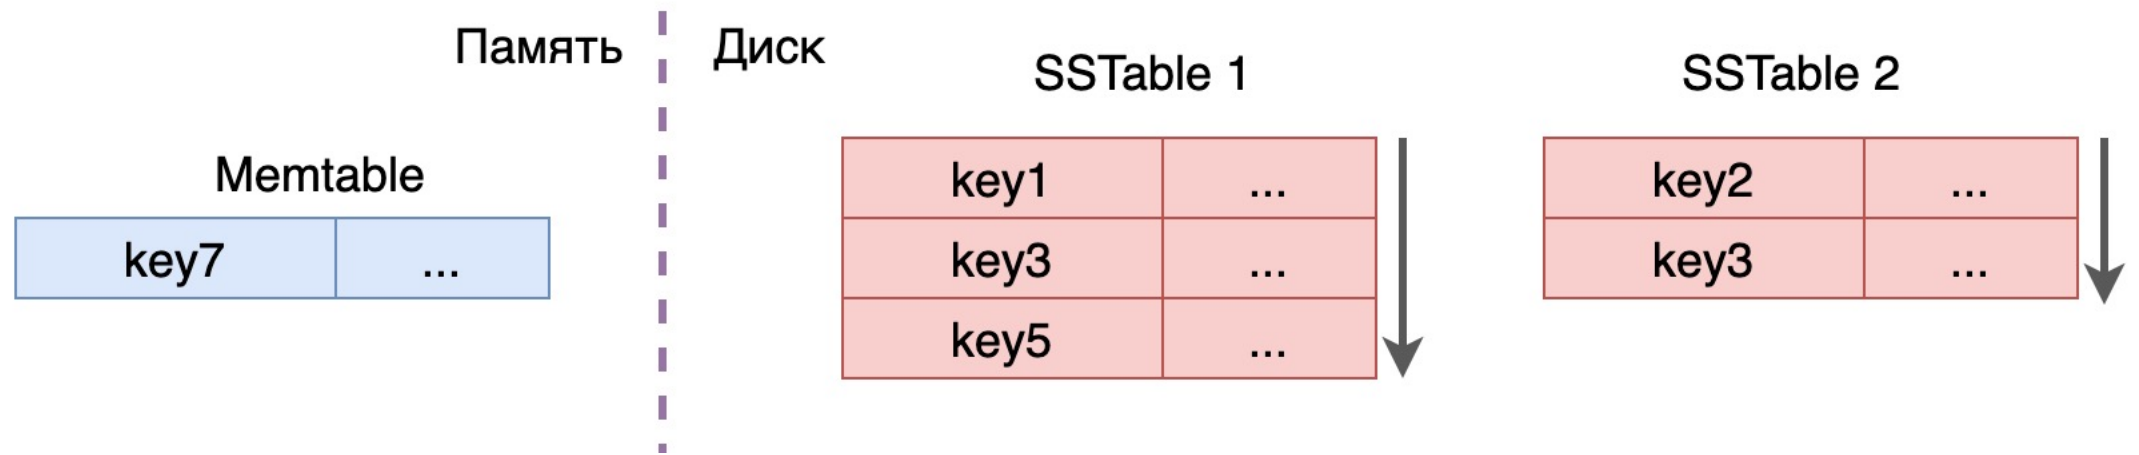 Память
Диск
Memtable
key7 ...
SSTable 1
key1 ...
key3 ...
key5 ...
SSTable 2
key2 ...
key3 ...